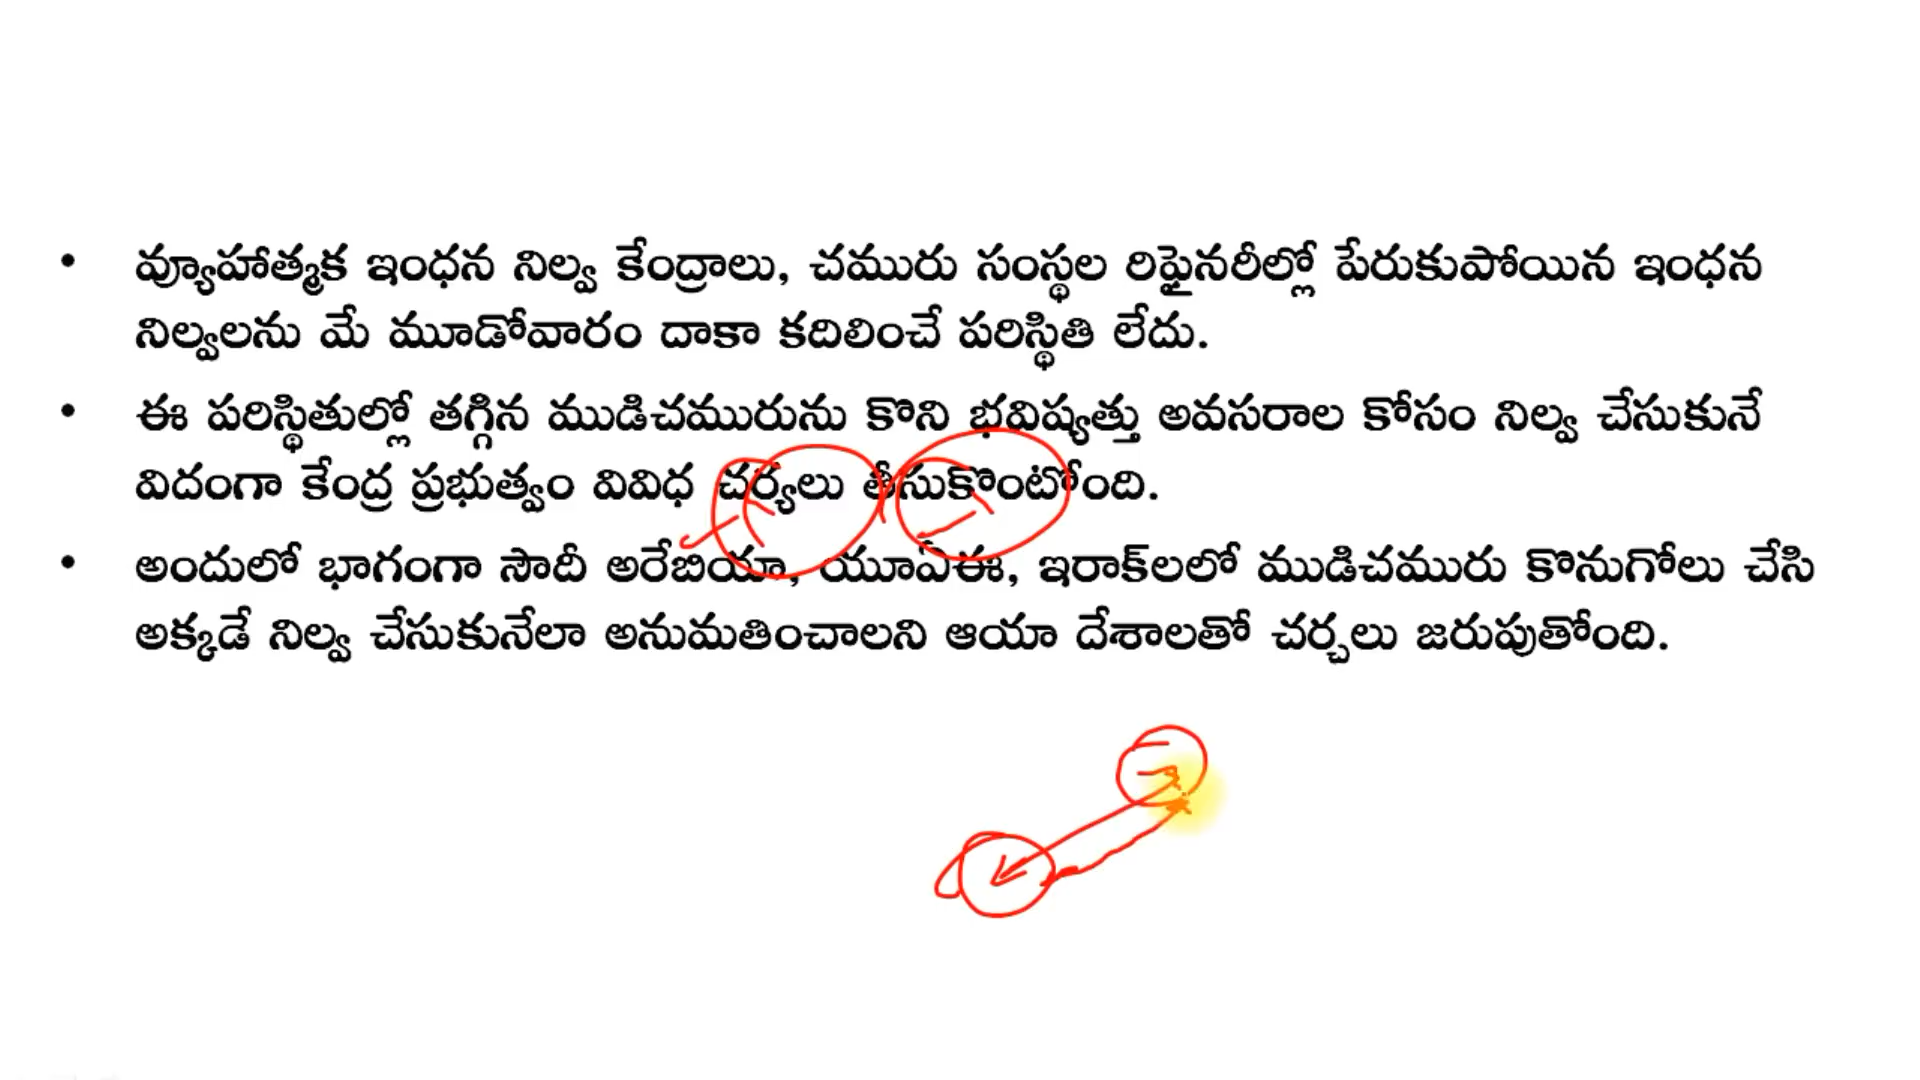 • వ్యూహాత్మక ఇంధన నిల్వ కేంద్రాలు, చమురు సంస్థల రిఫైనరీల్లో పేరుకుపోయిన ఇంధన
నిల్వలను మే మూడోవారం దాకా కదిలించే పరిస్థితి లేదు.
• ఈ పరిస్థితుల్లో తగ్గిన ముడిచమురును కొని భవిష్యత్తు అవసరాల కోసం నిల్వ చేసుకునే
విదంగా కేంద్ర ప్రభుత్వం వివిధ చర్యలు తీసుకొంటోంది.
• అందులో భాగంగా సౌదీ అరేబియా, యూఏఈ, ఇరాక్‌లలో ముడిచమురు కొనుగోలు చేసి
అక్కడే నిల్వ చేసుకునేలా అనుమతించాలని ఆయా దేశాలతో చర్చలు జరుపుతోంది.